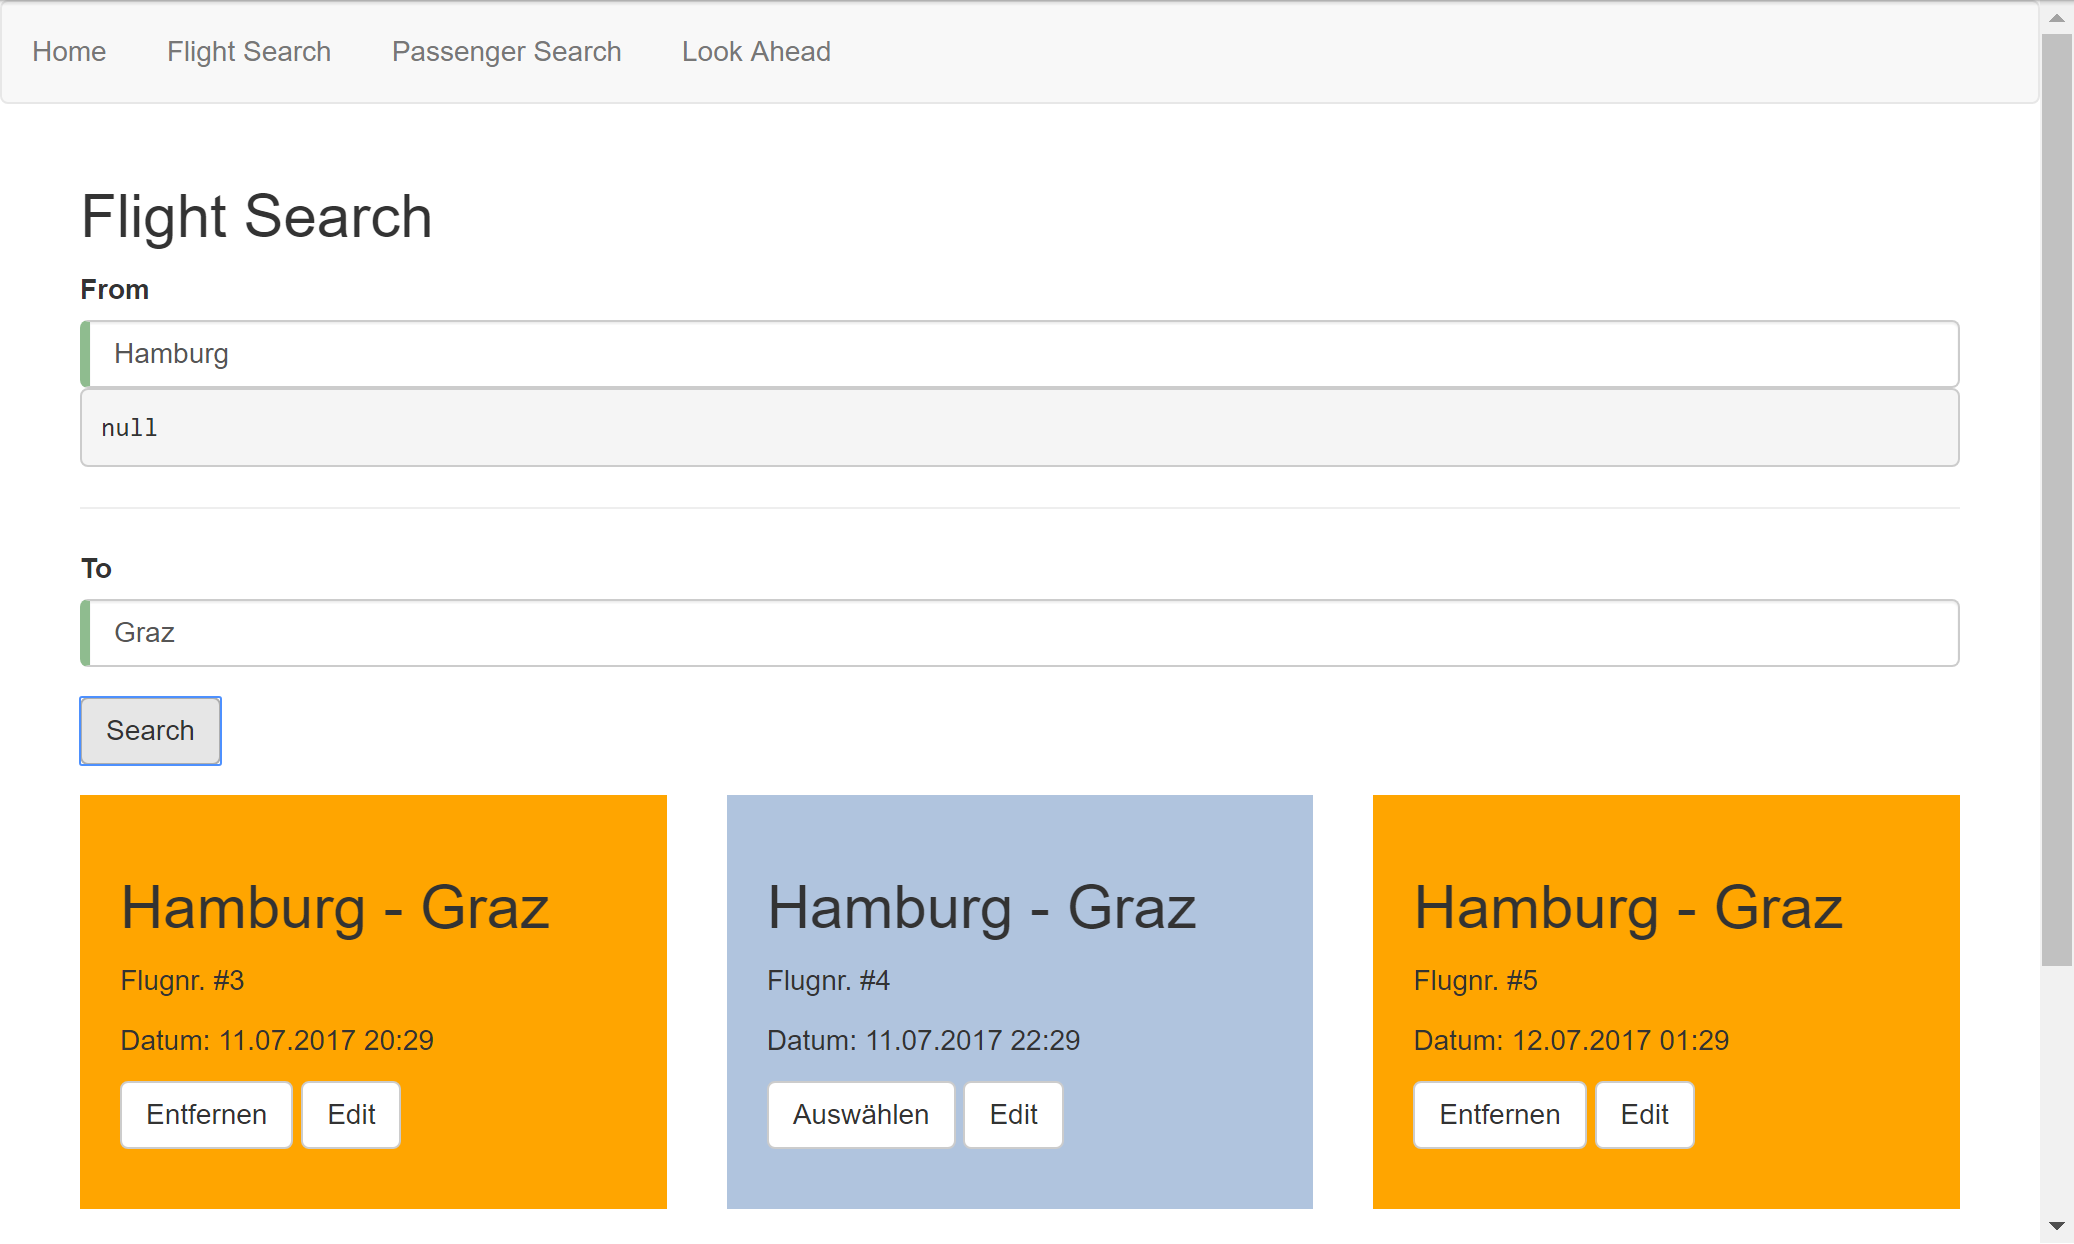 Home Flight Search Passenger Search Look Ahead
Flight Search
From
Hamburg
null
To
Graz
Search
Hamburg - Graz
Flugnr. #3
Datum: 11.07.2017 20:29
Entfernen Edit
Hamburg - Graz
Flugnr. #4
Datum: 11.07.2017 22:29
Auswählen Edit
Hamburg - Graz
Flugnr. #5
Datum: 12.07.2017 01:29
Entfernen Edit